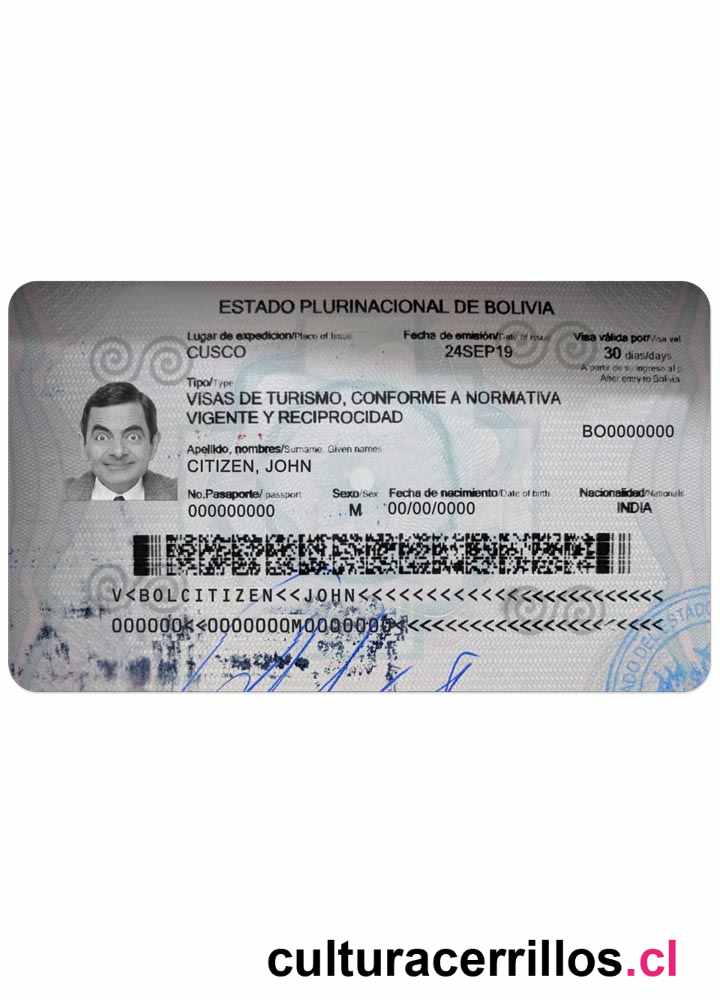 ESTADO PLURINACIONAL DE BOLIVIA
Lugar de expedicion/Place of Issue Fecha de emisión/Date of issue Visa válida por/Visa val
CUSCO 24SEP19 30 dias/days
A partir de su ingreso al p
After entry to Bolivia
Tipo/Type
VISAS DE TURISMO, CONFORME A NORMATIVA
VIGENTE Y RECIPROCIDAD
BO0000000
Apellido, nombres/Surname, Given names
CITIZEN, JOHN
No.Pasaporte/ passport Sexo/Sex Fecha de nacimiento/Date of birth Nacionalidad/Nationalit
000000000 M 00/00/0000 INDIA
V<BOLCITIZEN<<JOHN<<<<<<<<<<<<<<<<<<<<<<<<
000000<<0000000M0000000<<<<<<<<<<<<<<<<<<<<<
DO DEL ESTADO
culturacerrillos.cl